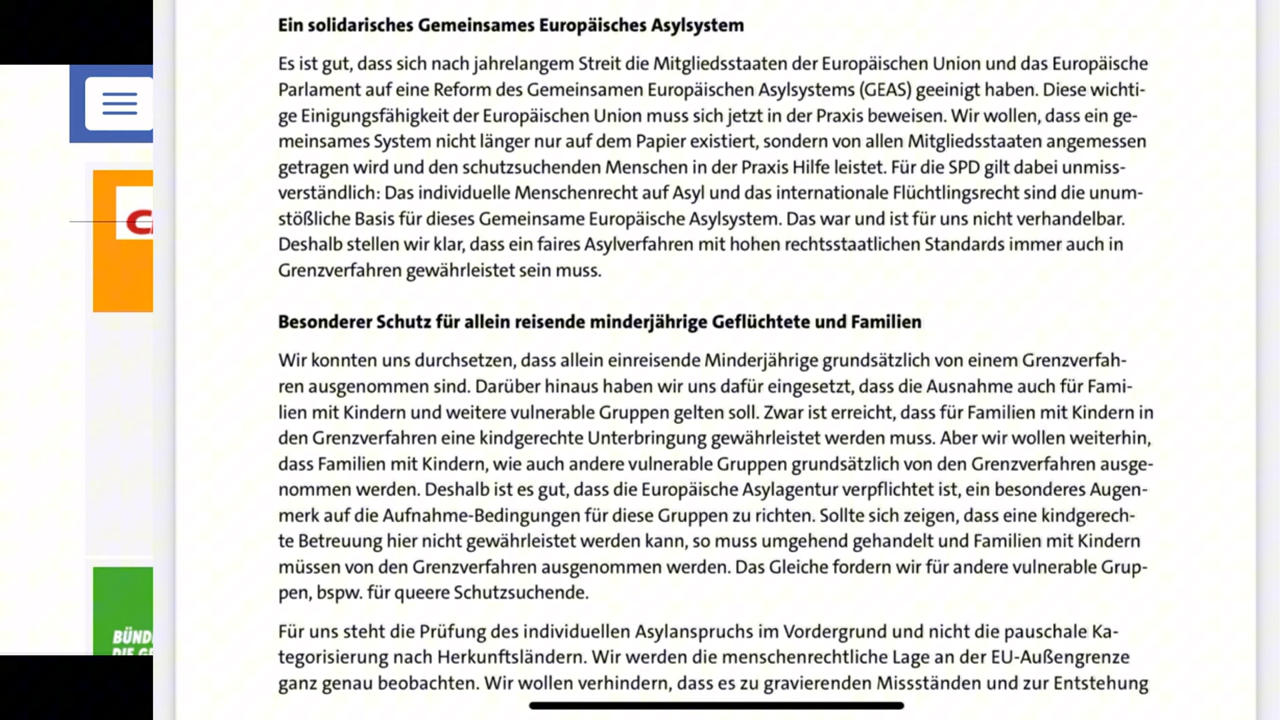 Ein solidarisches Gemeinsames Europäisches Asylsystem
Es ist gut, dass sich nach jahrelangem Streit die Mitgliedsstaaten der Europäischen Union und das Europäische
Parlament auf eine Reform des Gemeinsamen Europäischen Asylsystems (GEAS) geeinigt haben. Diese wichti-
ge Einigungsfähigkeit der Europäischen Union muss sich jetzt in der Praxis beweisen. Wir wollen, dass ein ge-
meinsames System nicht länger nur auf dem Papier existiert, sondern von allen Mitgliedsstaaten angemessen
getragen wird und den schutzsuchenden Menschen in der Praxis Hilfe leistet. Für die SPD gilt dabei unmiss-
verständlich: Das individuelle Menschenrecht auf Asyl und das internationale Flüchtlingsrecht sind die unum-
stößliche Basis für dieses Gemeinsame Europäische Asylsystem. Das war und ist für uns nicht verhandelbar.
Deshalb stellen wir klar, dass ein faires Asylverfahren mit hohen rechtsstaatlichen Standards immer auch in
Grenzverfahren gewährleistet sein muss.
Besonderer Schutz für allein reisende minderjährige Geflüchtete und Familien
Wir konnten uns durchsetzen, dass allein einreisende Minderjährige grundsätzlich von einem Grenzverfah-
ren ausgenommen sind. Darüber hinaus haben wir uns dafür eingesetzt, dass die Ausnahme auch für Fami-
lien mit Kindern und weitere vulnerable Gruppen gelten soll. Zwar ist erreicht, dass für Familien mit Kindern in
den Grenzverfahren eine kindgerechte Unterbringung gewährleistet werden muss. Aber wir wollen weiterhin,
dass Familien mit Kindern, wie auch andere vulnerable Gruppen grundsätzlich von den Grenzverfahren ausge-
nommen werden. Deshalb ist es gut, dass die Europäische Asylagentur verpflichtet ist, ein besonderes Augen-
merk auf die Aufnahme-Bedingungen für diese Gruppen zu richten. Sollte sich zeigen, dass eine kindgerech-
te Betreuung hier nicht gewährleistet werden kann, so muss umgehend gehandelt und Familien mit Kindern
müssen von den Grenzverfahren ausgenommen werden. Das Gleiche fordern wir für andere vulnerable Grup-
pen, bspw. für queere Schutzsuchende.
Für uns steht die Prüfung des individuellen Asylanspruchs im Vordergrund und nicht die pauschale Ka-
tegorisierung nach Herkunftsländern. Wir werden die menschenrechtliche Lage an der EU-Außengrenze
ganz genau beobachten. Wir wollen verhindern, dass es zu gravierenden Missständen und zur Entstehung
C
BÜND